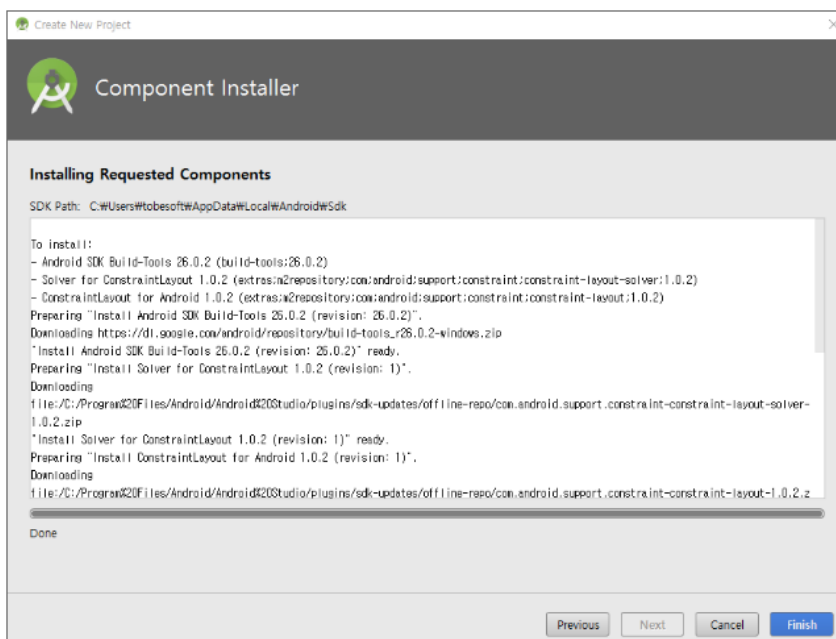 Create New Project
Component Installer
Installing Requested Components
SDK Path: C:₩Users₩tobesoft₩AppData₩Local₩Android₩Sdk
To install:
- Android SDK Build-Tools 26.0.2 (build-tools;26.0.2)
- Solver for ConstraintLayout 1.0.2 (extras;m2repository;com;android;support;constraint;constraint-layout-solver;1.0.2)
- ConstraintLayout for Android 1.0.2 (extras;m2repository;com;android;support;constraint;constraint-layout;1.0.2)
Preparing "Install Android SDK Build-Tools 26.0.2 (revision: 26.0.2)".
Downloading https://dl.google.com/android/repository/build-tools_r26.0.2-windows.zip
"Install Android SDK Build-Tools 26.0.2 (revision: 26.0.2)" ready.
Preparing "Install Solver for ConstraintLayout 1.0.2 (revision: 1)".
Downloading
file:/C:/Program%20Files/Android/Android%20Studio/plugins/sdk-updates/offline-repo/com.android.support.constraint-constraint-layout-solver-
1.0.2.zip
"Install Solver for ConstraintLayout 1.0.2 (revision: 1)" ready.
Preparing "Install ConstraintLayout for Android 1.0.2 (revision: 1)".
Downloading
file:/C:/Program%20Files/Android/Android%20Studio/plugins/sdk-updates/offline-repo/com.android.support.constraint-constraint-layout-1.0.2.z
Done
Previous Next Cancel Finish